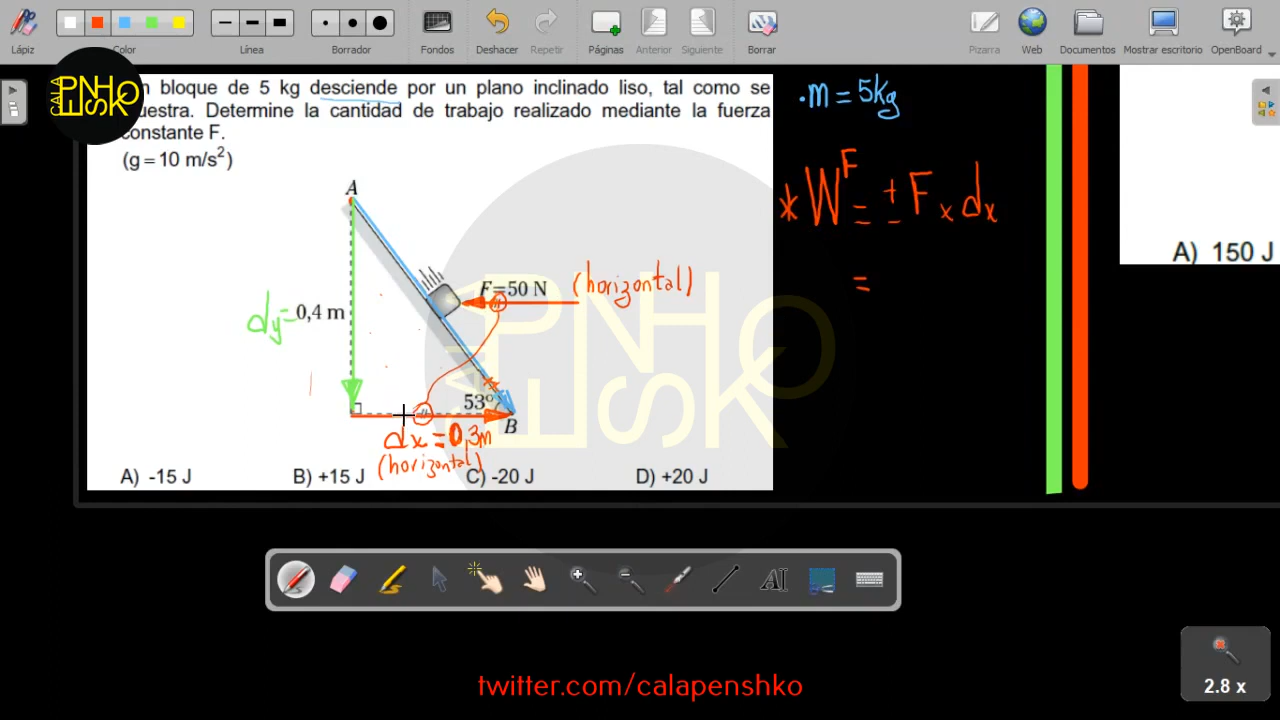 Lápiz
Color
Línea
Borrador
Fondos
Deshacer
Repetir
Páginas
Anterior
Siguiente
Borrar
Pizarra
Web
Documentos
Mostrar escritorio
OpenBoard
n bloque de 5 kg desciende por un plano inclinado liso, tal como se
uestra. Determine la cantidad de trabajo realizado mediante la fuerza
constante F.
(g = 10 m/s²)
A
F=50 N
(horizontal)
dy=
0,4 m
53°
B
dx = 0,3m
(horizontal)
A) -15 J
B) +15 J
C) -20 J
D) +20 J
·m = 5kg
* W^F = ± F x dx
=
A) 150 J
2.8 x
twitter.com/calapenshko